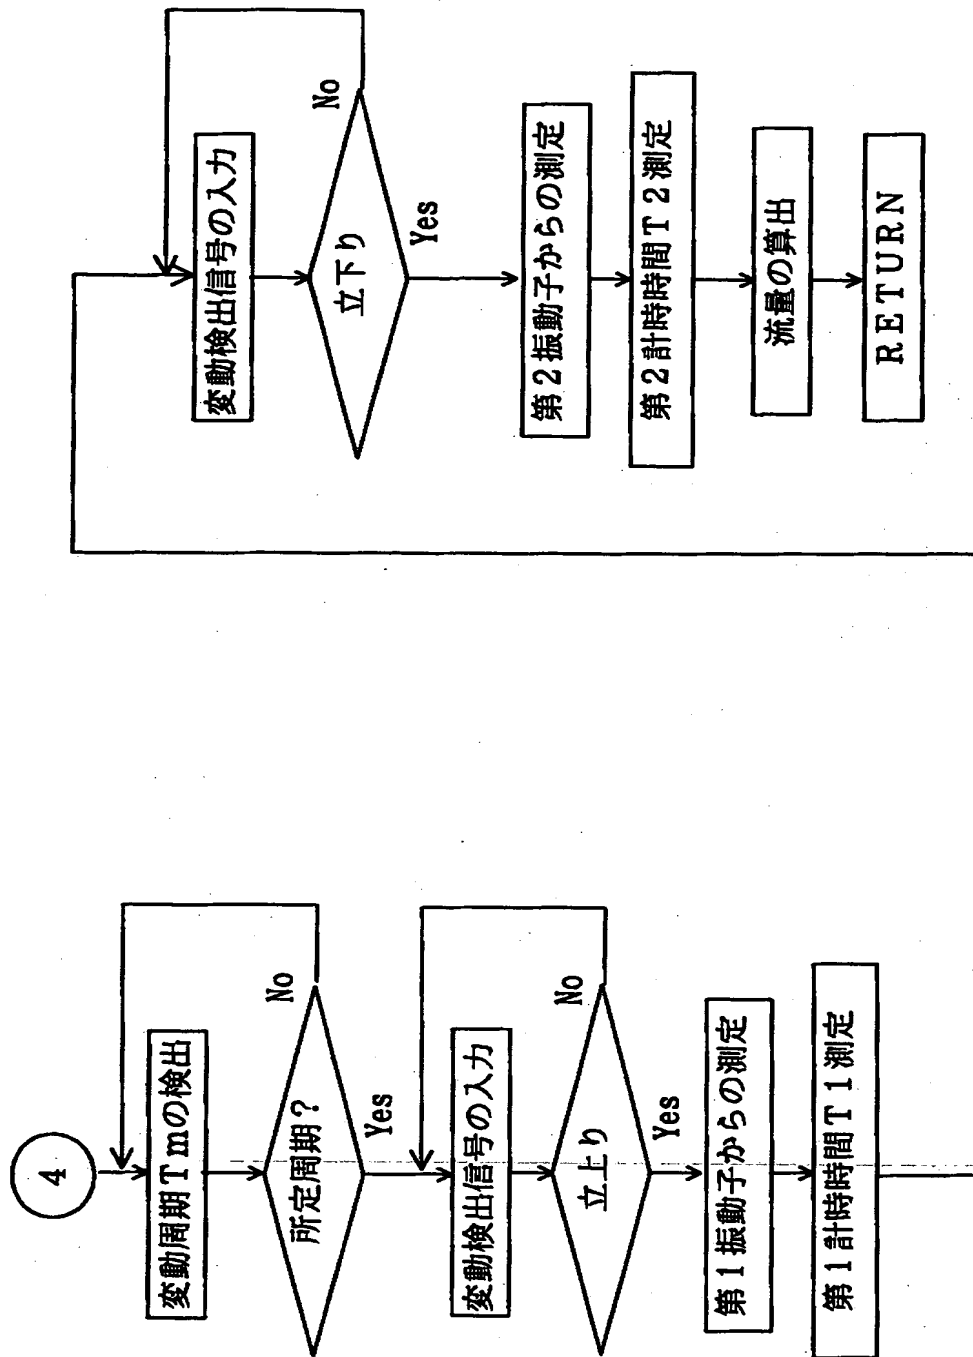 4
変動周期Tmの検出
所定周期?
No
Yes
変動検出信号の入力
立上り
No
Yes
第1振動子からの測定
第1計時時間T1測定
変動検出信号の入力
立下り
No
Yes
第2振動子からの測定
第2計時時間T2測定
流量の算出
RETURN